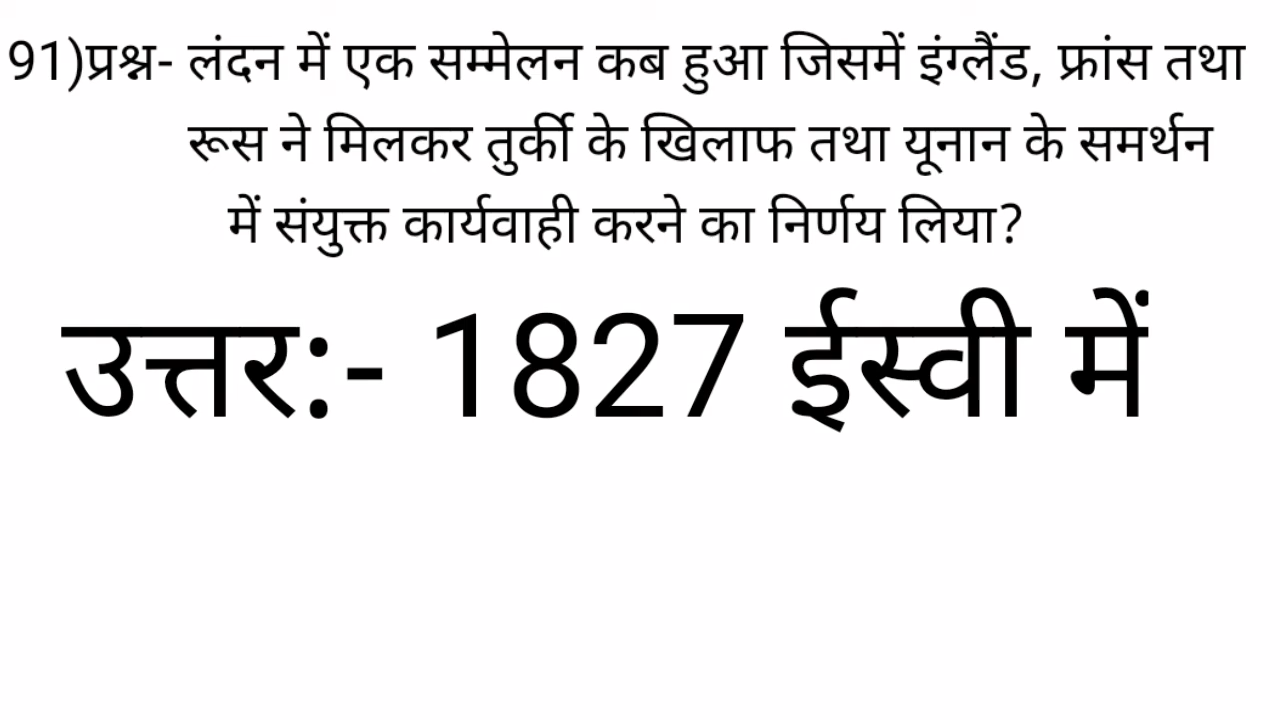 91)प्रश्न- लंदन में एक सम्मेलन कब हुआ जिसमें इंग्लैंड, फ्रांस तथा
रूस ने मिलकर तुर्की के खिलाफ तथा यूनान के समर्थन
में संयुक्त कार्यवाही करने का निर्णय लिया?
उत्तर:- 1827 ईस्वी में